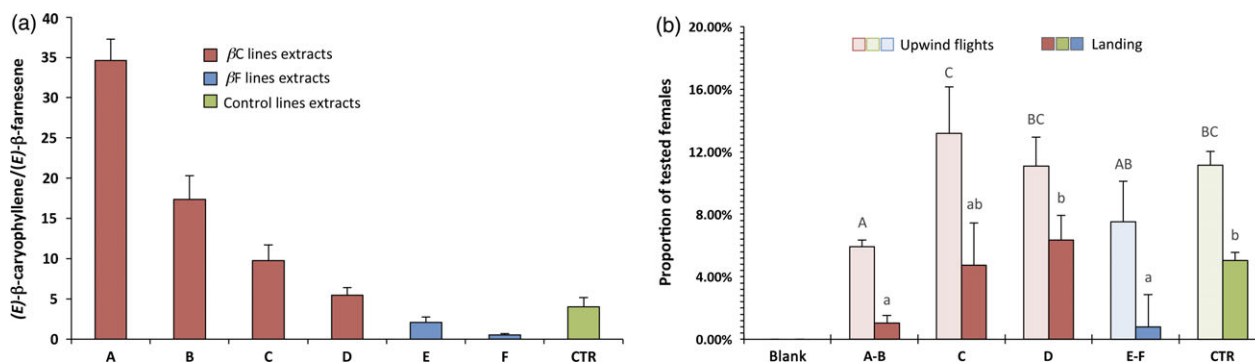 (a)
(E)-β-caryophyllene/(E)-β-farnesene
40
35
30
25
20
15
10
5
0
βC lines extracts
βF lines extracts
Control lines extracts
A B C D E F CTR
(b)
Proportion of tested females
20.00%
16.00%
12.00%
8.00%
4.00%
0.00%
Upwind flights Landing
A a C ab BC b AB a BC b
Blank A-B C D E-F CTR